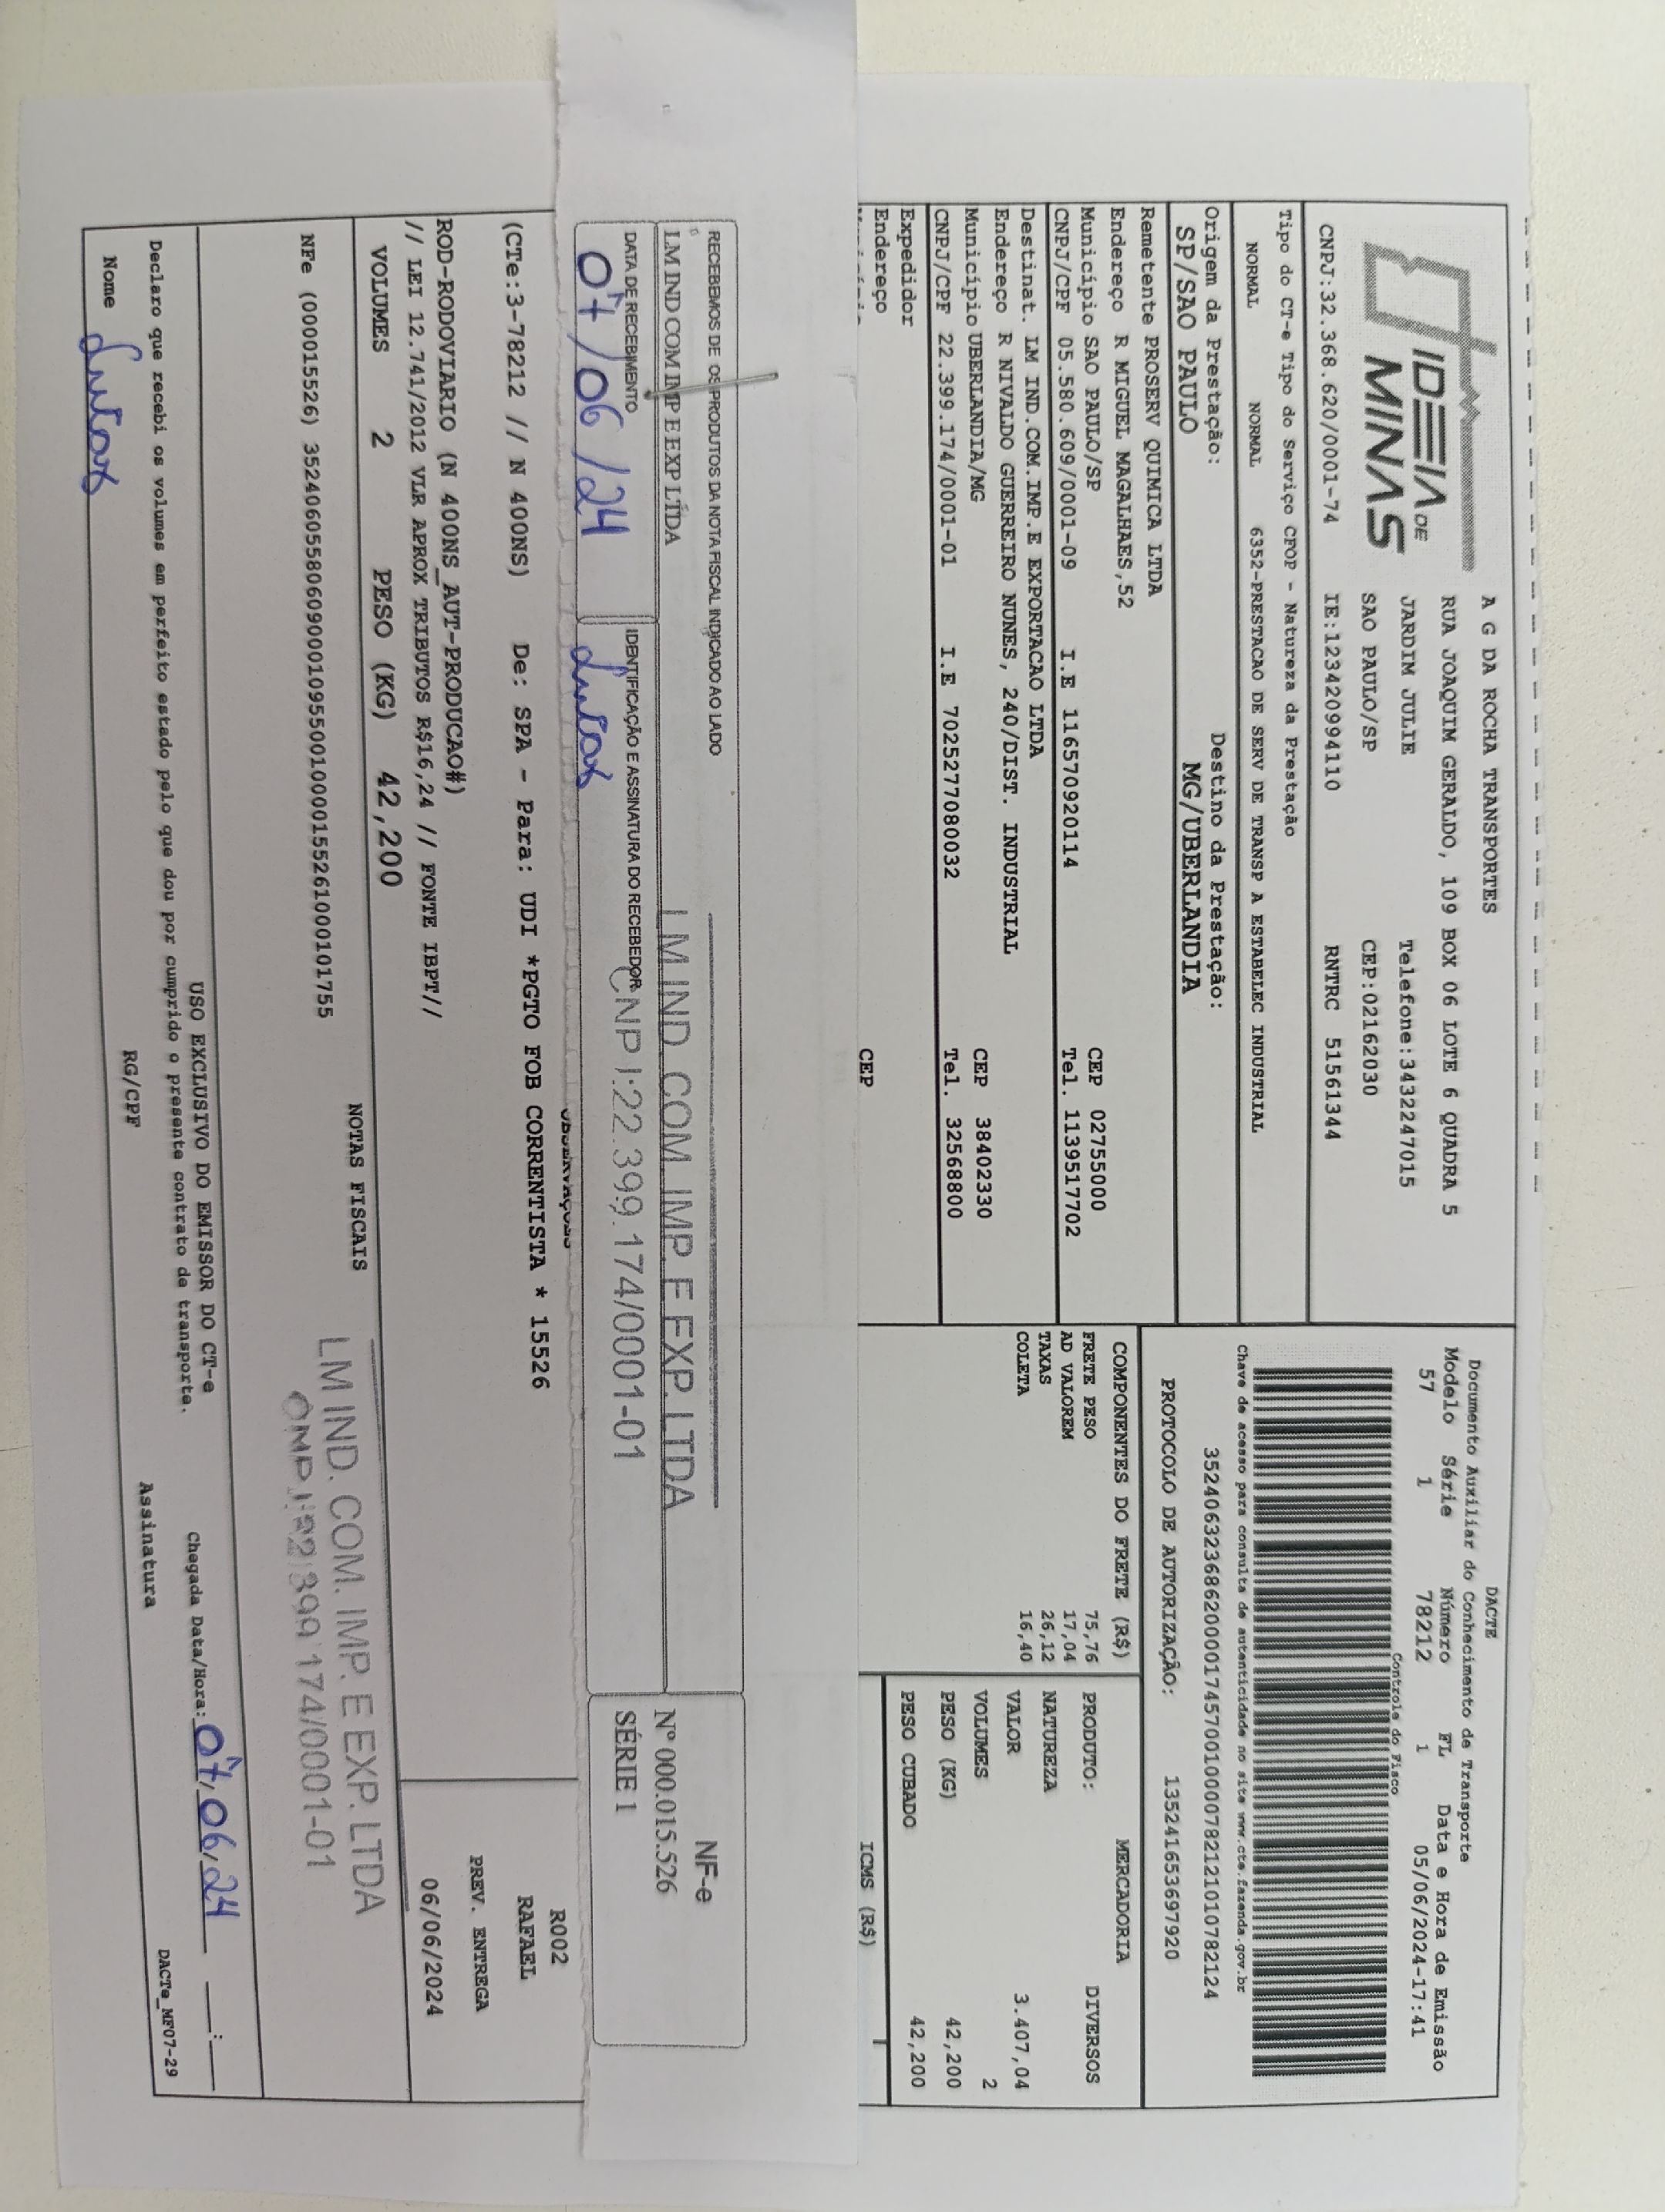 IDEIA DE
MINAS
A G DA ROCHA TRANSPORTES
RUA JOAQUIM GERALDO, 109 BOX 06 LOTE 6 QUADRA 5
JARDIM JULIE Telefone:3432247015
SAO PAULO/SP CEP:02162030
CNPJ:32.368.620/0001-74 IE:123420994110 RNTRC 51561344
Tipo do CT-e Tipo do Serviço CFOP - Natureza da Prestação
NORMAL NORMAL 6352-PRESTACAO DE SERV DE TRANSP A ESTABELEC INDUSTRIAL
Origem da Prestação: Destino da Prestação:
SP/SAO PAULO MG/UBERLANDIA
Remetente PROSERV QUIMICA LTDA
Endereço R MIGUEL MAGALHAES,52
Município SAO PAULO/SP CEP 02755000
CNPJ/CPF 05.580.609/0001-09 I.E 116570920114 Tel. 1139517702
Destinat. LM IND.COM.IMP.E EXPORTACAO LTDA
Endereço R NIVALDO GUERREIRO NUNES, 240/DIST. INDUSTRIAL
Município UBERLANDIA/MG CEP 38402330
CNPJ/CPF 22.399.174/0001-01 I.E 7025277080032 Tel. 32568800
Expedidor
Endereço CEP
DACTE
Documento Auxiliar do Conhecimento de Transporte
Modelo Série Número FL Data e Hora de Emissão
57 1 78212 1 05/06/2024-17:41
Controle do Fisco
Chave de acesso para consulta de autenticidade no site www.cte.fazenda.gov.br
35240632368620000174570010000782121010782124
PROTOCOLO DE AUTORIZAÇÃO: 135241653697920
COMPONENTES DO FRETE (R$)
FRETE PESO 75,76
AD VALOREM 17,04
TAXAS 26,12
COLETA 16,40
MERCADORIA
PRODUTO: DIVERSOS
NATUREZA
VALOR 3.407,04
VOLUMES 2
PESO (KG) 42,200
PESO CUBADO 42,200
ICMS (R$)
RECEBEMOS DE OS PRODUTOS DA NOTA FISCAL INDICADO AO LADO
LM IND COM IMP E EXP LTDA
LM IND. COM. IMP. E EXP. LTDA
DATA DE RECEBIMENTO IDENTIFICAÇÃO E ASSINATURA DO RECEBEDOR
CNPJ:22.399.174/0001-01
07/06/24
NF-e
Nº 000.015.526
SÉRIE 1
OBSERVAÇÕES
(CTe:3-78212 // N 400NS) De: SPA - Para: UDI *PGTO FOB CORRENTISTA * 15526
R002
RAFAEL
ROD-RODOVIARIO (N 400NS_AUT-PRODUCAO#)
// LEI 12.741/2012 VLR APROX TRIBUTOS R$16,24 // FONTE IBPT//
PREV. ENTREGA
06/06/2024
VOLUMES 2 PESO (KG) 42,200
NOTAS FISCAIS
NFe (000015526) 35240605580609000109550010000155261000101755
LM IND. COM. IMP. E EXP. LTDA
CNPJ:22.399.174/0001-01
USO EXCLUSIVO DO EMISSOR DO CT-e
Declaro que recebi os volumes em perfeito estado pelo que dou por cumprido o presente contrato de transporte.
Chegada Data/Hora: 07/06/24 __:__
Nome RG/CPF Assinatura
DACTe_MF07-29